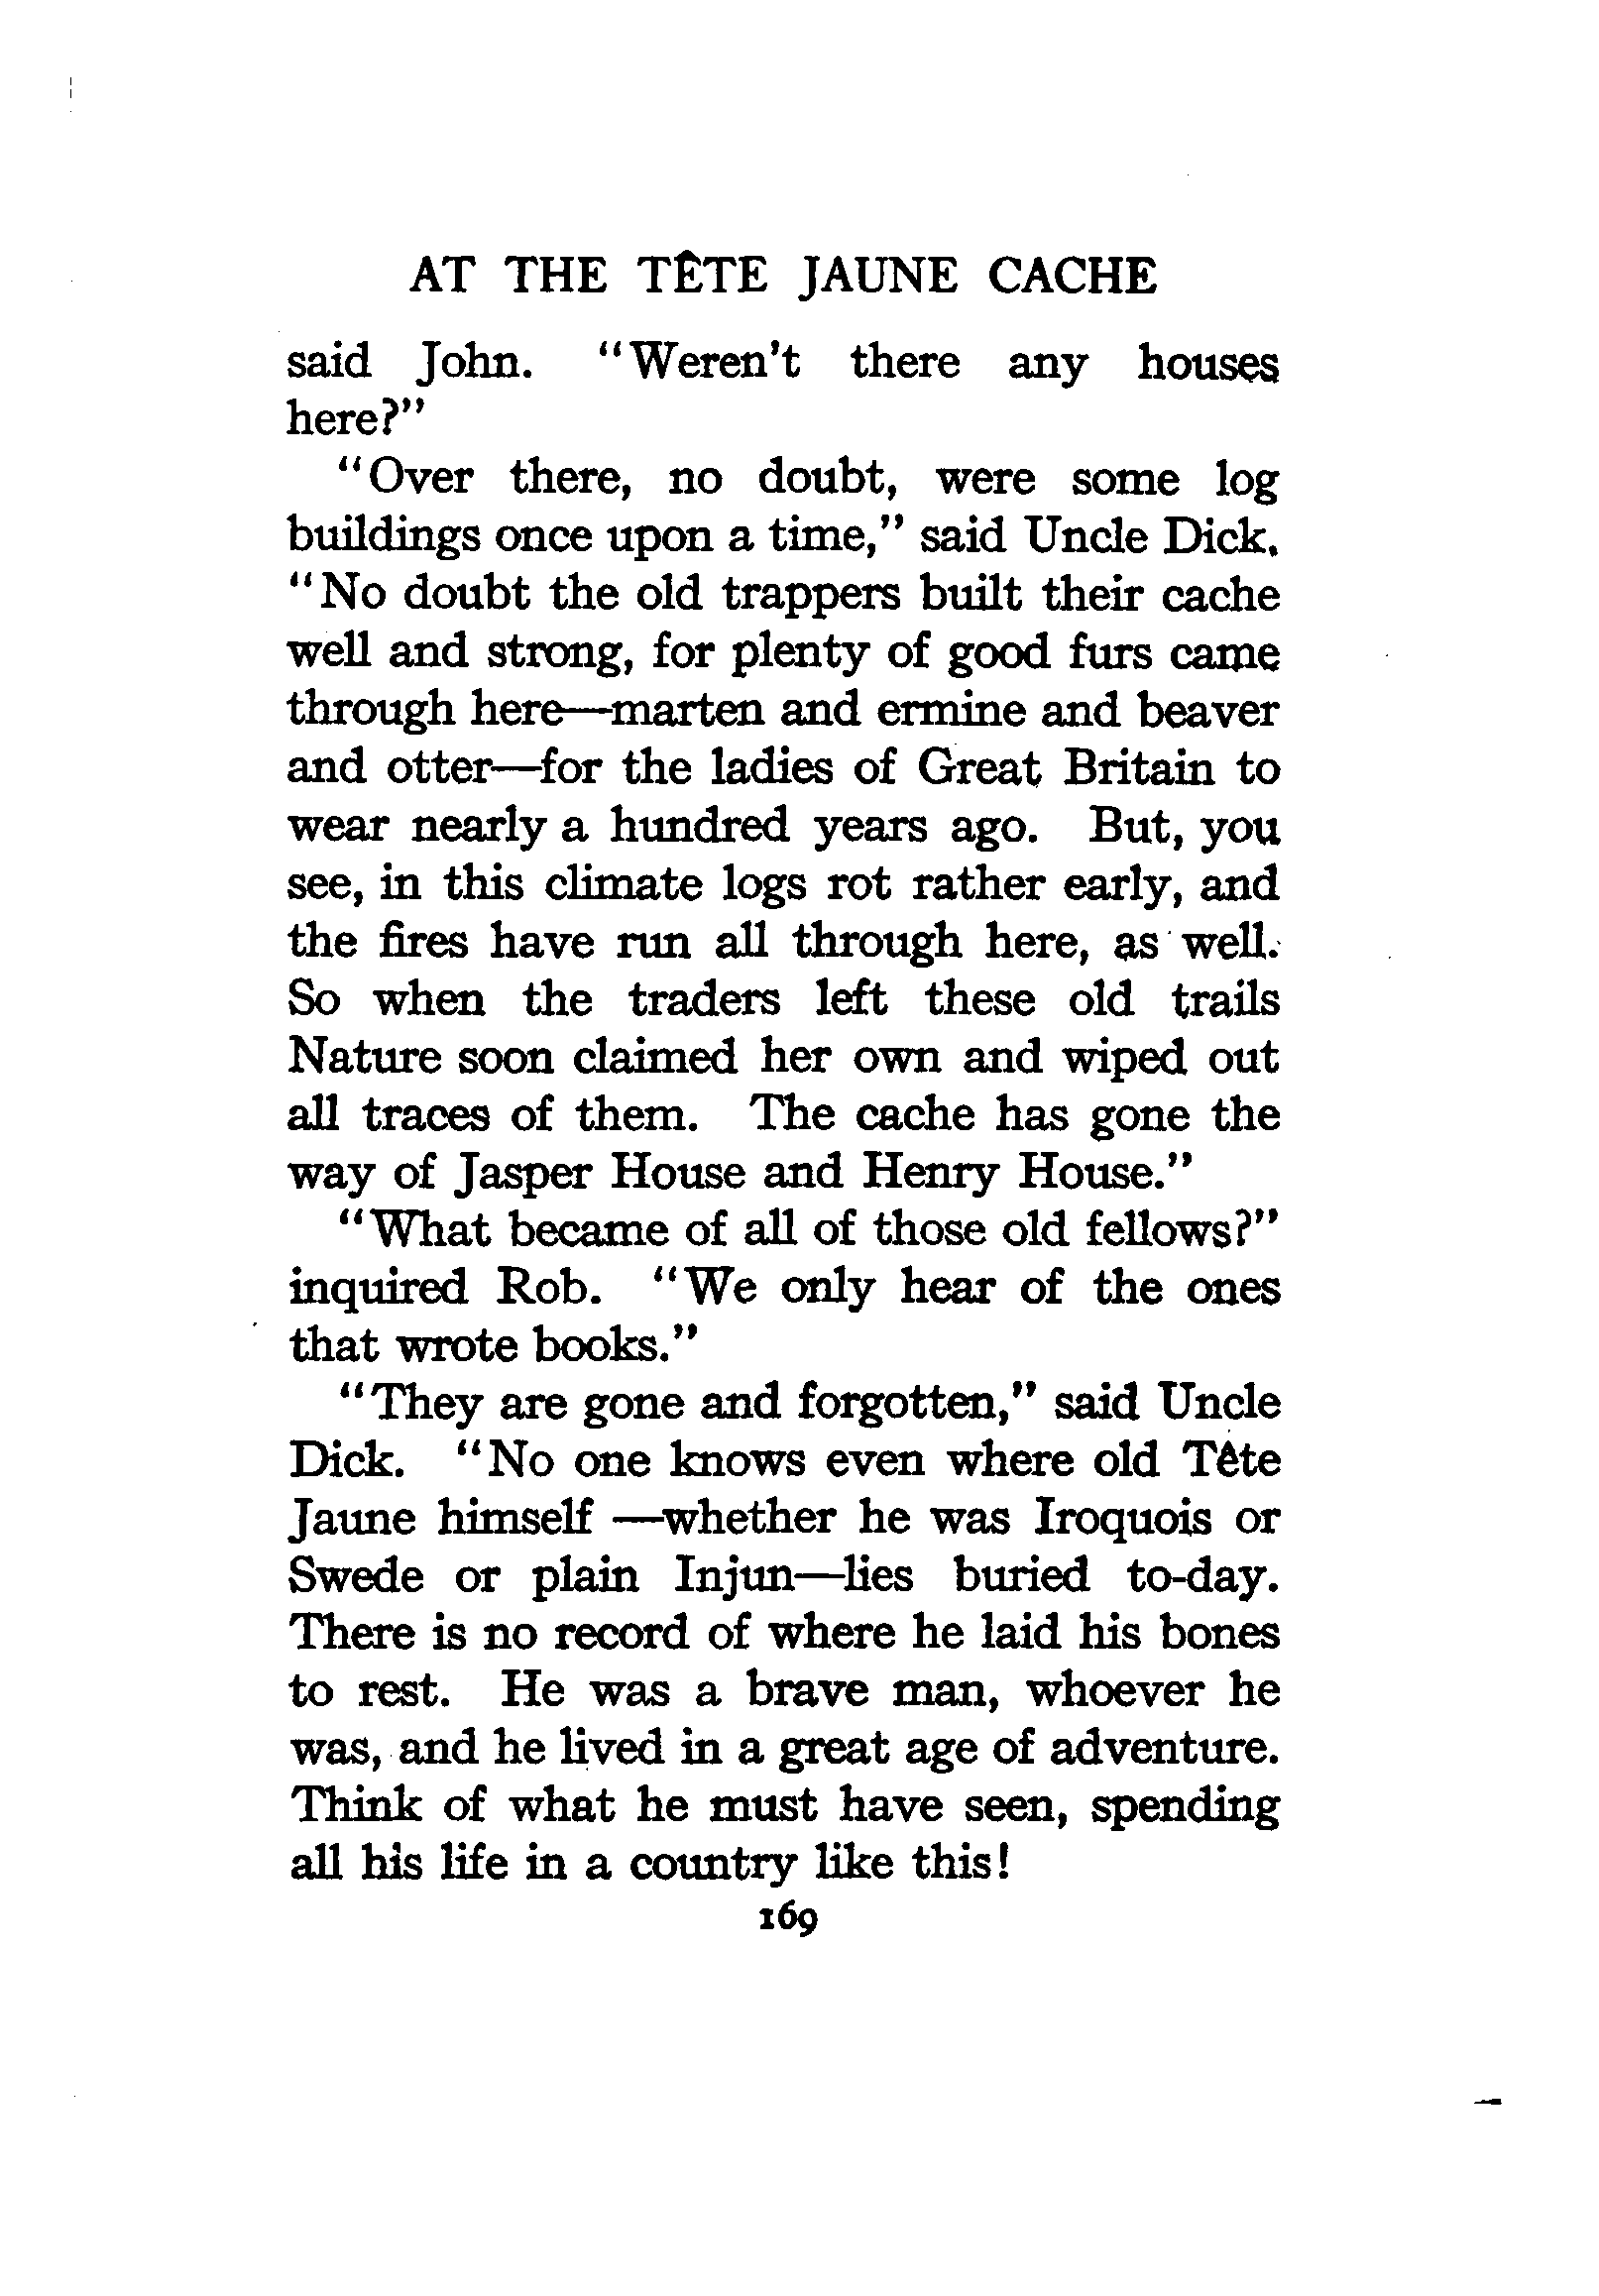 AT THE TÊTE JAUNE CACHE
said John. "Weren't there any houses
here?"
"Over there, no doubt, were some log
buildings once upon a time," said Uncle Dick.
"No doubt the old trappers built their cache
well and strong, for plenty of good furs came
through here—marten and ermine and beaver
and otter—for the ladies of Great Britain to
wear nearly a hundred years ago. But, you
see, in this climate logs rot rather early, and
the fires have run all through here, as well.
So when the traders left these old trails
Nature soon claimed her own and wiped out
all traces of them. The cache has gone the
way of Jasper House and Henry House."
"What became of all of those old fellows?"
inquired Rob. "We only hear of the ones
that wrote books."
"They are gone and forgotten," said Uncle
Dick. "No one knows even where old Tête
Jaune himself —whether he was Iroquois or
Swede or plain Injun—lies buried to-day.
There is no record of where he laid his bones
to rest. He was a brave man, whoever he
was, and he lived in a great age of adventure.
Think of what he must have seen, spending
all his life in a country like this!
169